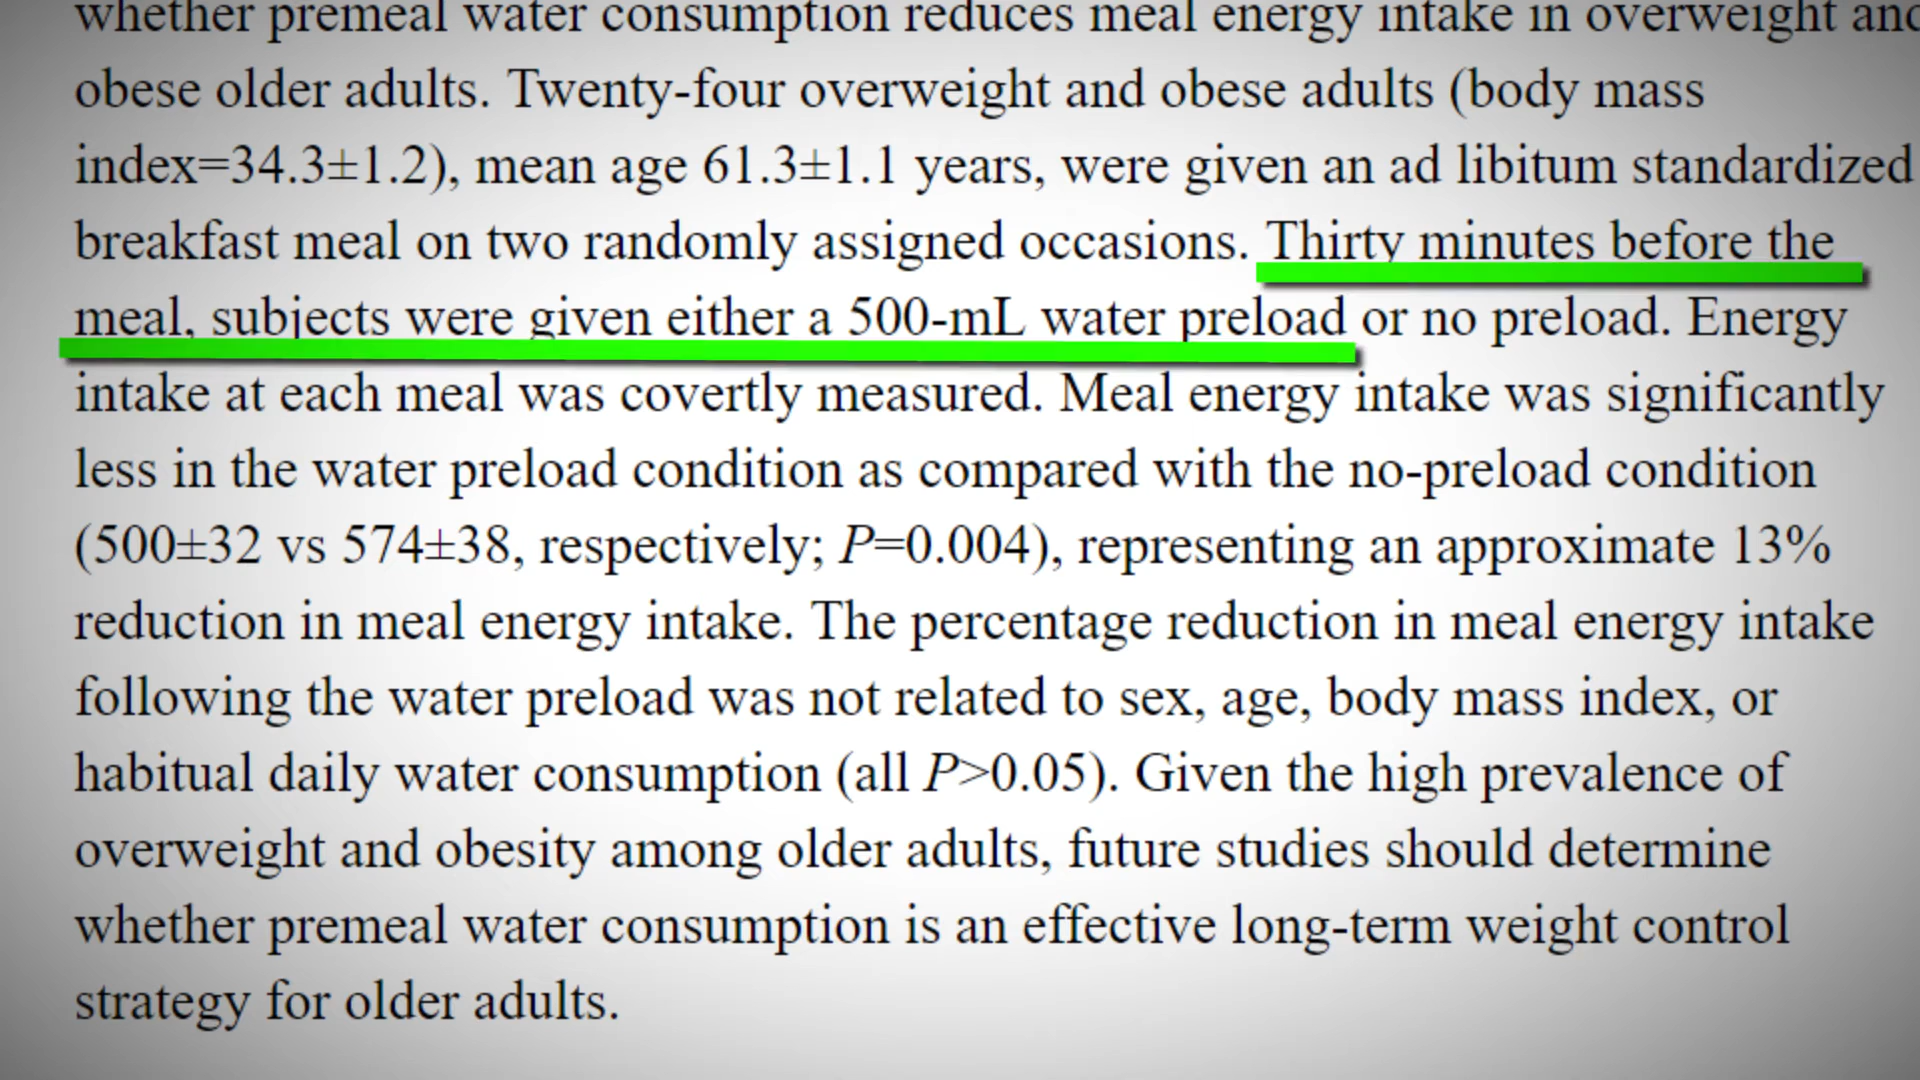 whether premeal water consumption reduces meal energy intake in overweight and
obese older adults. Twenty-four overweight and obese adults (body mass
index=34.3±1.2), mean age 61.3±1.1 years, were given an ad libitum standardized
breakfast meal on two randomly assigned occasions. Thirty minutes before the
meal, subjects were given either a 500-mL water preload or no preload. Energy
intake at each meal was covertly measured. Meal energy intake was significantly
less in the water preload condition as compared with the no-preload condition
(500±32 vs 574±38, respectively; P=0.004), representing an approximate 13%
reduction in meal energy intake. The percentage reduction in meal energy intake
following the water preload was not related to sex, age, body mass index, or
habitual daily water consumption (all P>0.05). Given the high prevalence of
overweight and obesity among older adults, future studies should determine
whether premeal water consumption is an effective long-term weight control
strategy for older adults.